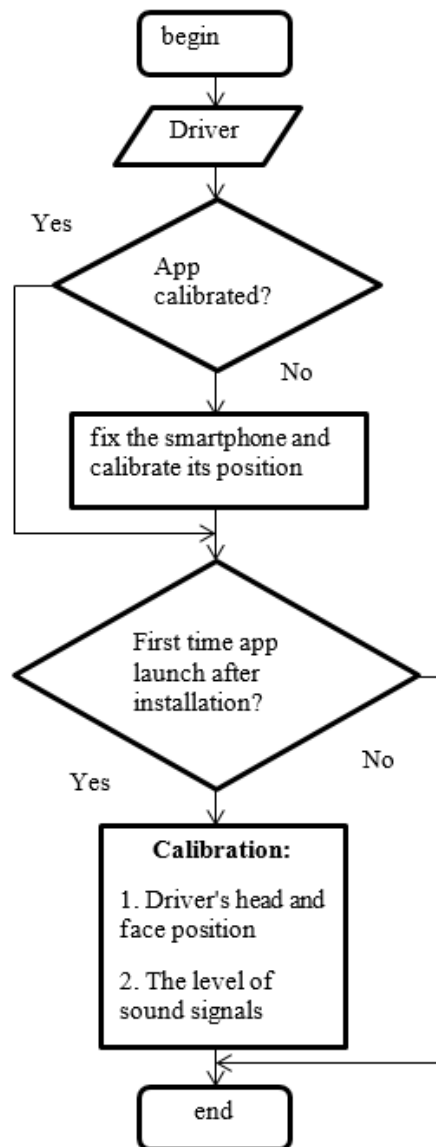 begin
Driver
Yes
App
calibrated?
No
fix the smartphone and
calibrate its position
First time app
launch after
installation?
No
Yes
Calibration:
1. Driver's head and
face position
2. The level of
sound signals
end